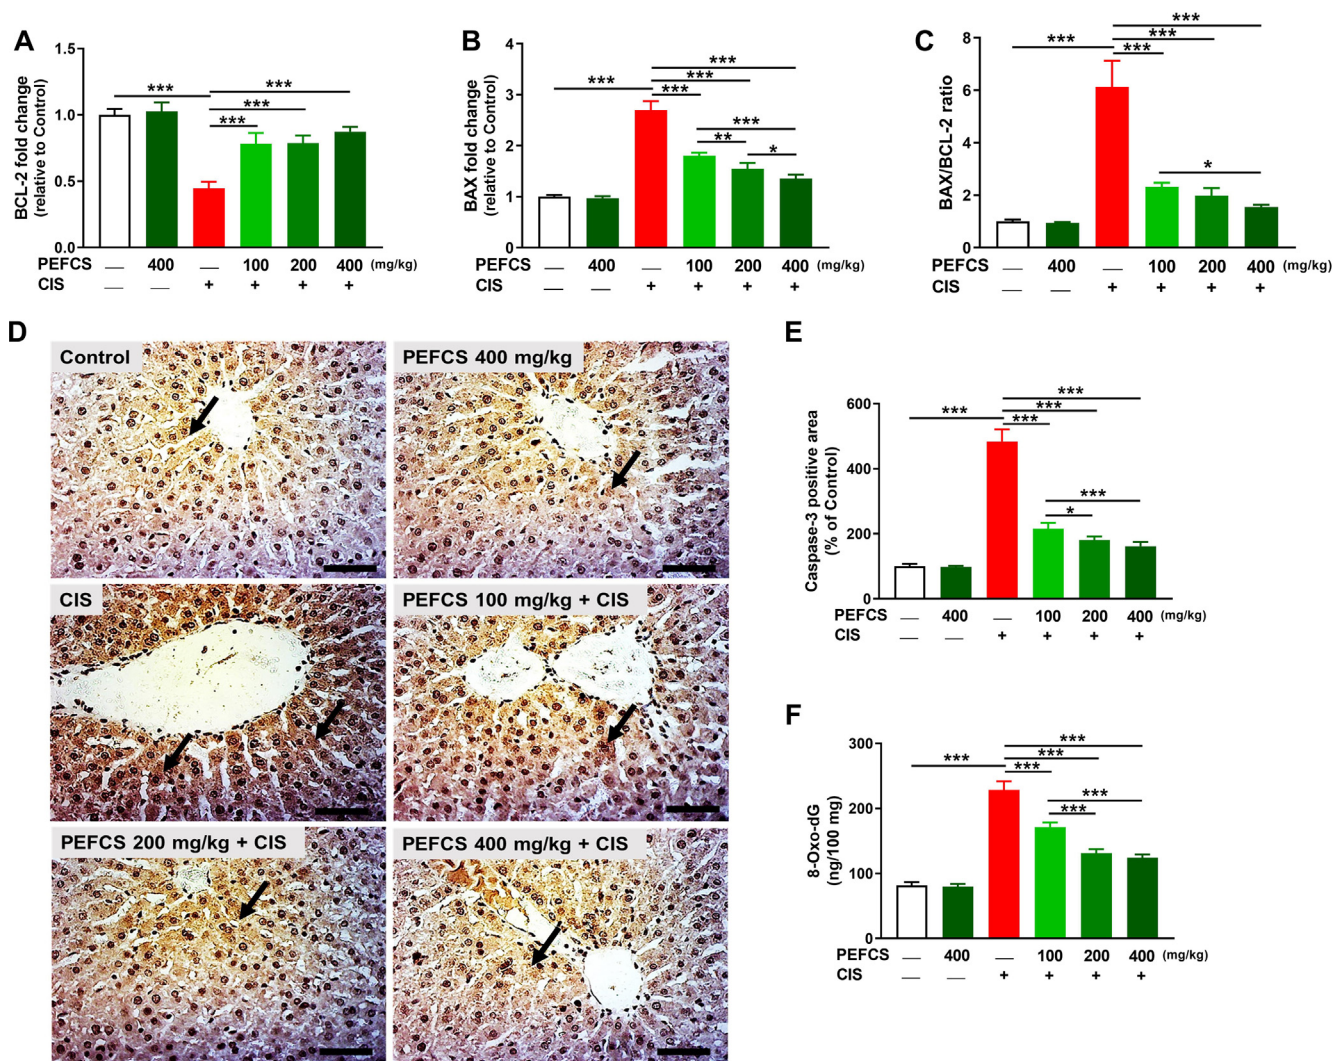 A
BCL-2 fold change
(relative to Control)
1.5
1.0
0.5
0.0
***
***
***
***
PEFCS — 400 — 100 200 400 (mg/kg)
CIS — — + + + +
B
BAX fold change
(relative to Control)
4
3
2
1
0
***
***
***
***
***
**
*
PEFCS — 400 — 100 200 400 (mg/kg)
CIS — — + + + +
C
BAX/BCL-2 ratio
8
6
4
2
0
***
***
***
***
*
PEFCS — 400 — 100 200 400 (mg/kg)
CIS — — + + + +
D
Control
PEFCS 400 mg/kg
CIS
PEFCS 100 mg/kg + CIS
PEFCS 200 mg/kg + CIS
PEFCS 400 mg/kg + CIS
E
Caspase-3 positive area
(% of Control)
600
400
200
0
***
***
***
***
***
*
PEFCS — 400 — 100 200 400 (mg/kg)
CIS — — + + + +
F
8-Oxo-dG
(ng/100 mg)
300
200
100
0
***
***
***
***
***
***
PEFCS — 400 — 100 200 400 (mg/kg)
CIS — — + + + +